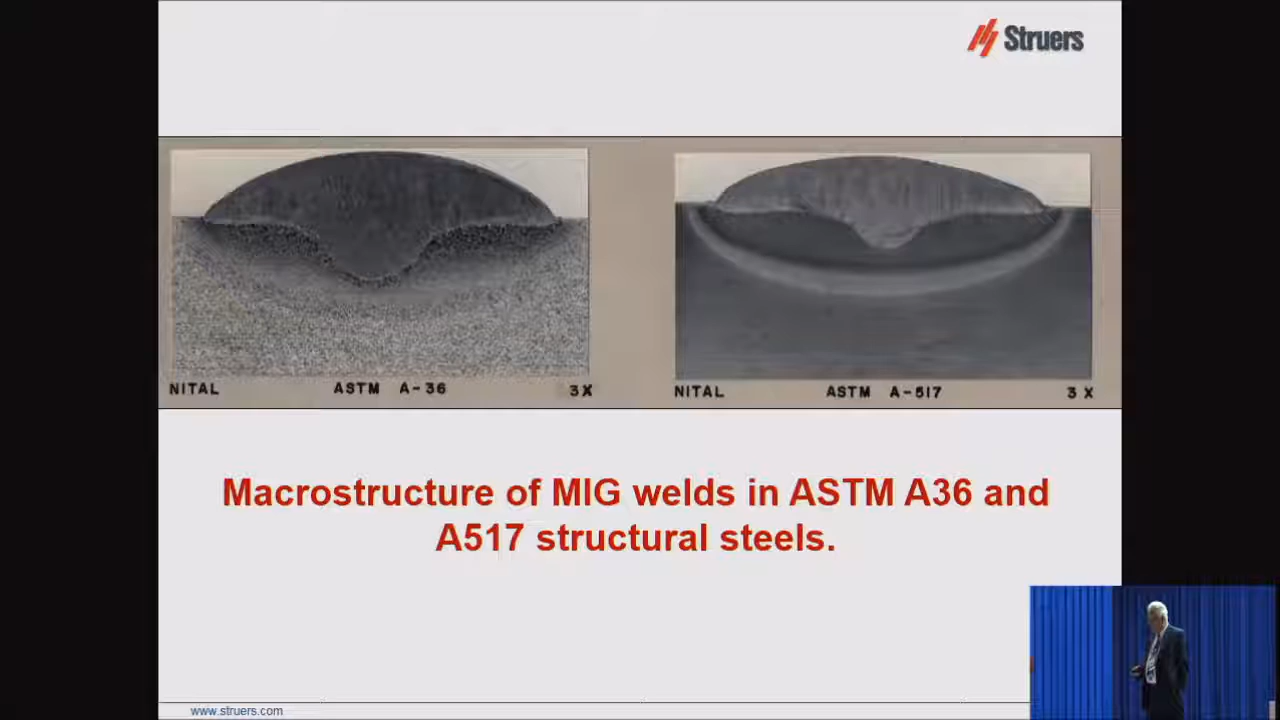 Struers
NITAL ASTM A-36 3X
NITAL ASTM A-517 3X
Macrostructure of MIG welds in ASTM A36 and
A517 structural steels.
www.struers.com